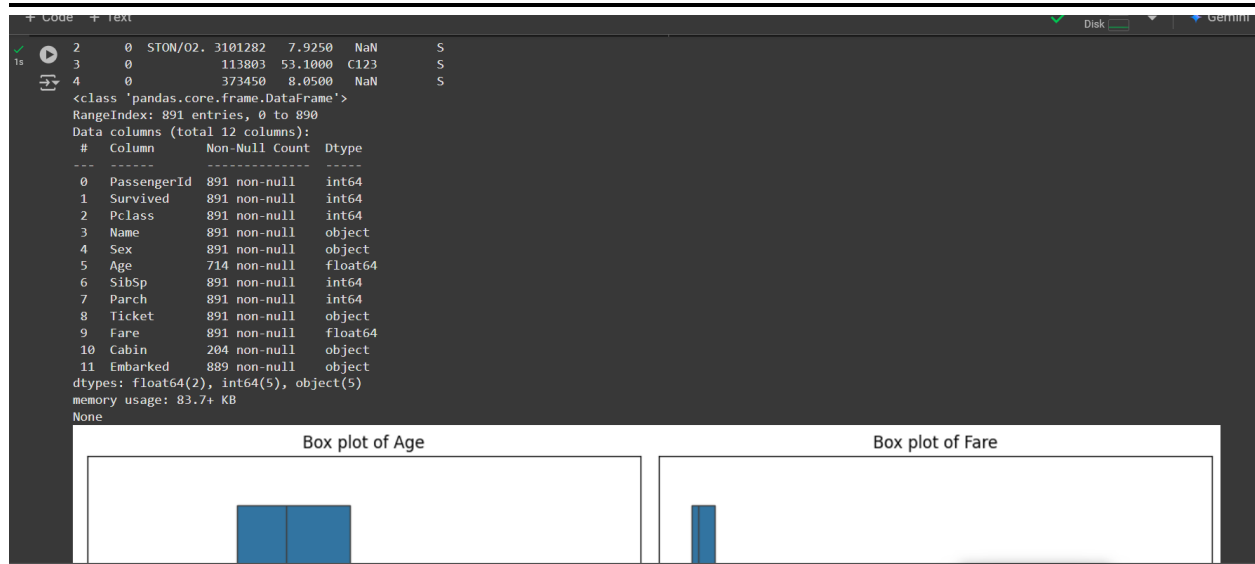 + Code + Text
Disk
Gemini
1s
2 0 STON/O2. 3101282 7.9250 NaN S
3 0 113803 53.1000 C123 S
4 0 373450 8.0500 NaN S
<class 'pandas.core.frame.DataFrame'>
RangeIndex: 891 entries, 0 to 890
Data columns (total 12 columns):
# Column Non-Null Count Dtype
--- ------ -------------- -----
0 PassengerId 891 non-null int64
1 Survived 891 non-null int64
2 Pclass 891 non-null int64
3 Name 891 non-null object
4 Sex 891 non-null object
5 Age 714 non-null float64
6 SibSp 891 non-null int64
7 Parch 891 non-null int64
8 Ticket 891 non-null object
9 Fare 891 non-null float64
10 Cabin 204 non-null object
11 Embarked 889 non-null object
dtypes: float64(2), int64(5), object(5)
memory usage: 83.7+ KB
None
Box plot of Age
Box plot of Fare